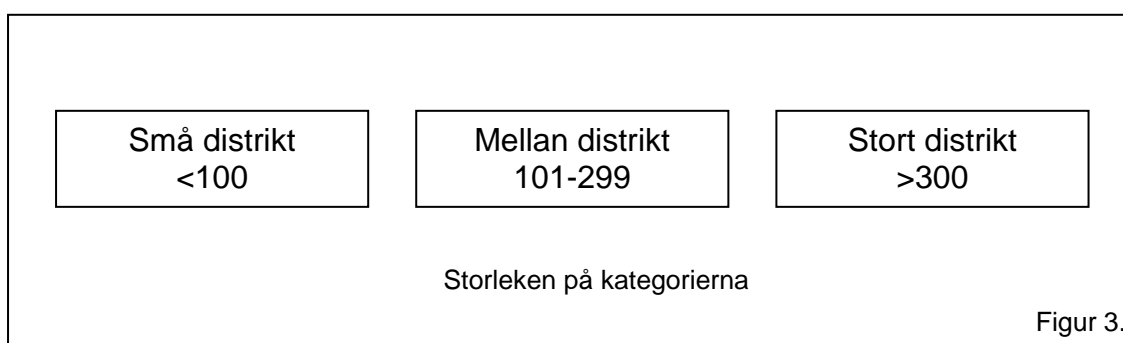 Små distrikt
<100
Mellan distrikt
101-299
Stort distrikt
>300
Storleken på kategorierna
Figur 3.